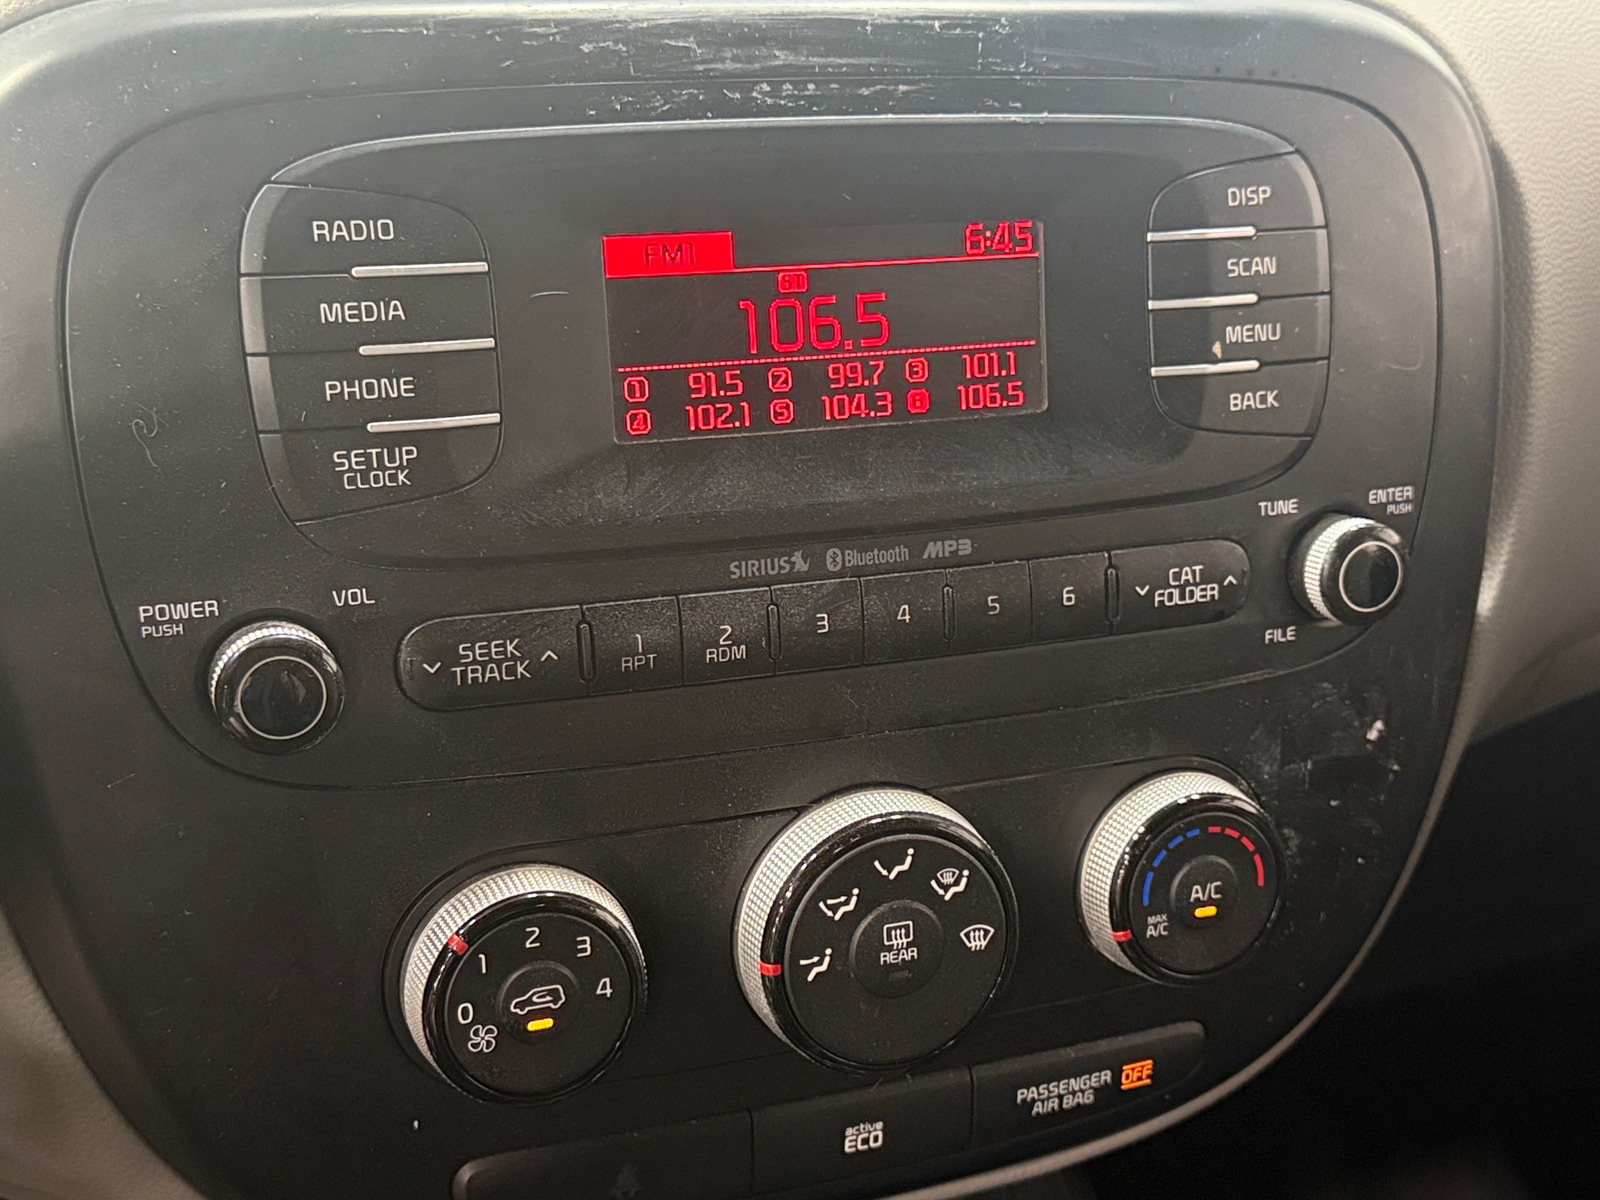 RADIO
MEDIA
PHONE
SETUP
CLOCK
FM1
6:45
ST
106.5
1 91.5 2 99.7 3 101.1
4 102.1 5 104.3 6 106.5
DISP
SCAN
MENU
BACK
TUNE
ENTER
PUSH
FILE
SIRIUS Bluetooth MP3
POWER
PUSH
VOL
SEEK
TRACK
1
RPT
2
RDM
3
4
5
6
CAT
FOLDER
0
1
2
3
4
REAR
A/C
MAX
A/C
active
ECO
PASSENGER
AIR BAG
OFF